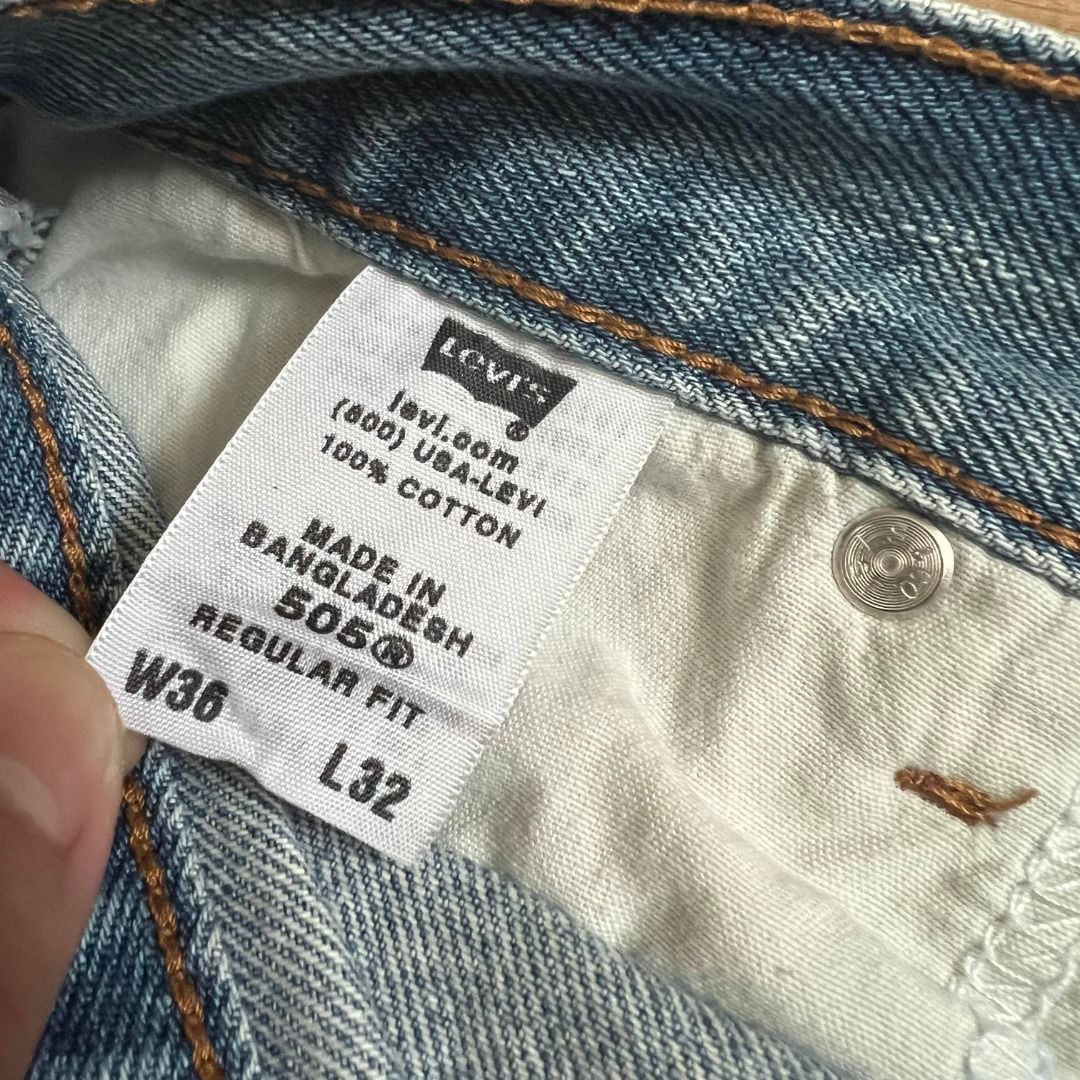 LEVI'S
®
levi.com
(800) USA-LEVI
100% COTTON
MADE IN
BANGLADESH
505®
REGULAR FIT
W36
L32